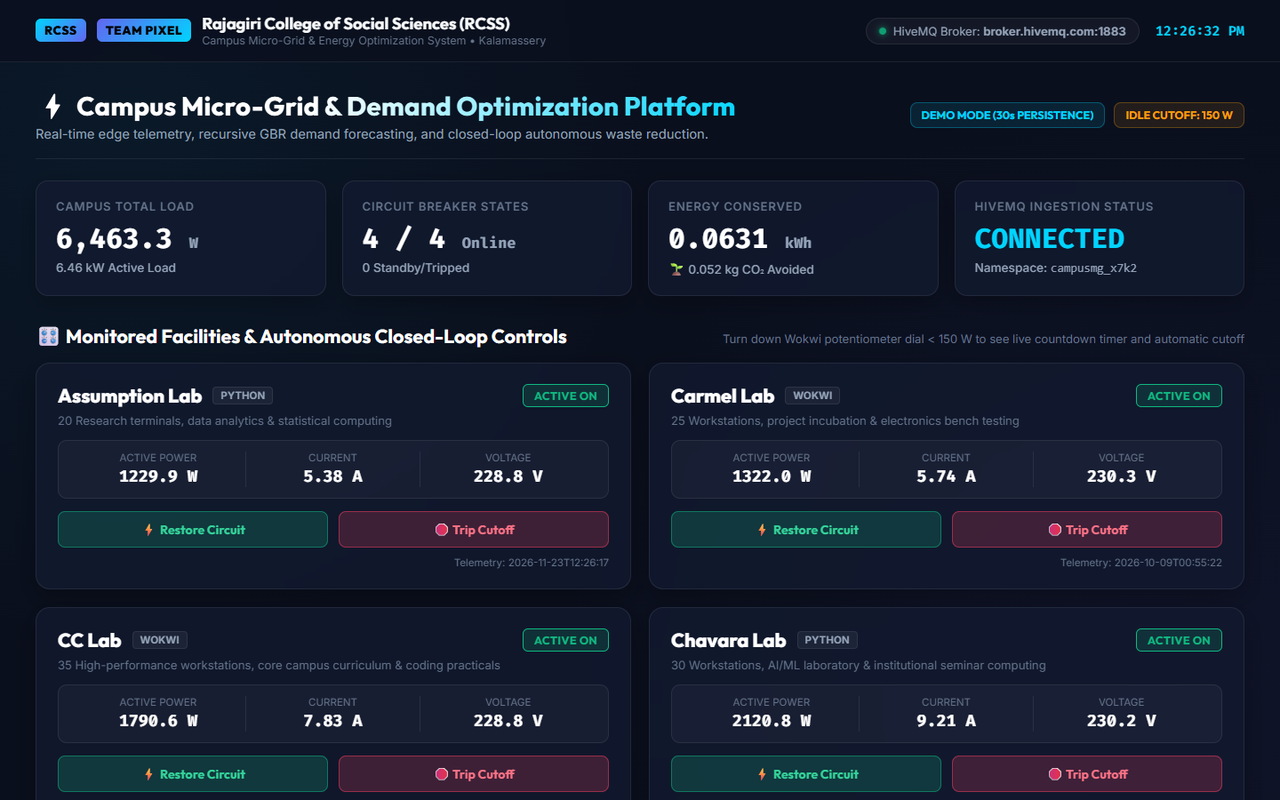 RCSS TEAM PIXEL Rajagiri College of Social Sciences (RCSS)
Campus Micro-Grid & Energy Optimization System • Kalamassery
HiveMQ Broker: broker.hivemq.com:1883 12:26:32 PM
Campus Micro-Grid & Demand Optimization Platform
Real-time edge telemetry, recursive GBR demand forecasting, and closed-loop autonomous waste reduction.
DEMO MODE (30s PERSISTENCE) IDLE CUTOFF: 150 W
CAMPUS TOTAL LOAD
6,463.3 W
6.46 kW Active Load
CIRCUIT BREAKER STATES
4 / 4 Online
0 Standby/Tripped
ENERGY CONSERVED
0.0631 kWh
0.052 kg CO₂ Avoided
HIVEMQ INGESTION STATUS
CONNECTED
Namespace: campusmg_x7k2
Monitored Facilities & Autonomous Closed-Loop Controls
Turn down Wokwi potentiometer dial < 150 W to see live countdown timer and automatic cutoff
Assumption Lab PYTHON ACTIVE ON
20 Research terminals, data analytics & statistical computing
ACTIVE POWER CURRENT VOLTAGE
1229.9 W 5.38 A 228.8 V
Restore Circuit Trip Cutoff
Telemetry: 2026-11-23T12:26:17
Carmel Lab WOKWI ACTIVE ON
25 Workstations, project incubation & electronics bench testing
ACTIVE POWER CURRENT VOLTAGE
1322.0 W 5.74 A 230.3 V
Restore Circuit Trip Cutoff
Telemetry: 2026-10-09T00:55:22
CC Lab WOKWI ACTIVE ON
35 High-performance workstations, core campus curriculum & coding practicals
ACTIVE POWER CURRENT VOLTAGE
1790.6 W 7.83 A 228.8 V
Restore Circuit Trip Cutoff
Chavara Lab PYTHON ACTIVE ON
30 Workstations, AI/ML laboratory & institutional seminar computing
ACTIVE POWER CURRENT VOLTAGE
2120.8 W 9.21 A 230.2 V
Restore Circuit Trip Cutoff